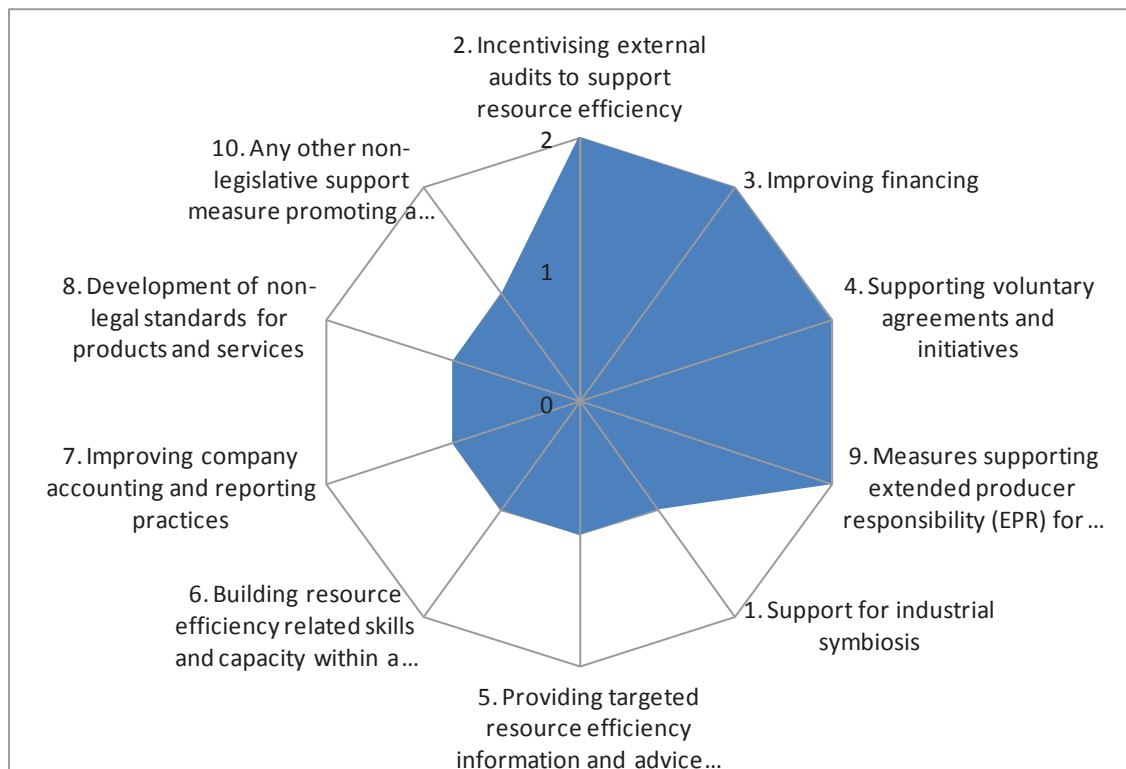 2. Incentivising external
audits to support
resource efficiency
3. Improving financing
4. Supporting voluntary
agreements and
initiatives
9. Measures supporting
extended producer
responsibility (EPR) for ...
1. Support for industrial
symbiosis
5. Providing targeted
resource efficiency
information and advice ...
6. Building resource
efficiency related skills
and capacity within a ...
7. Improving company
accounting and reporting
practices
8. Development of non-
legal standards for
products and services
10. Any other non-
legislative support
measure promoting a ...
2
1
0